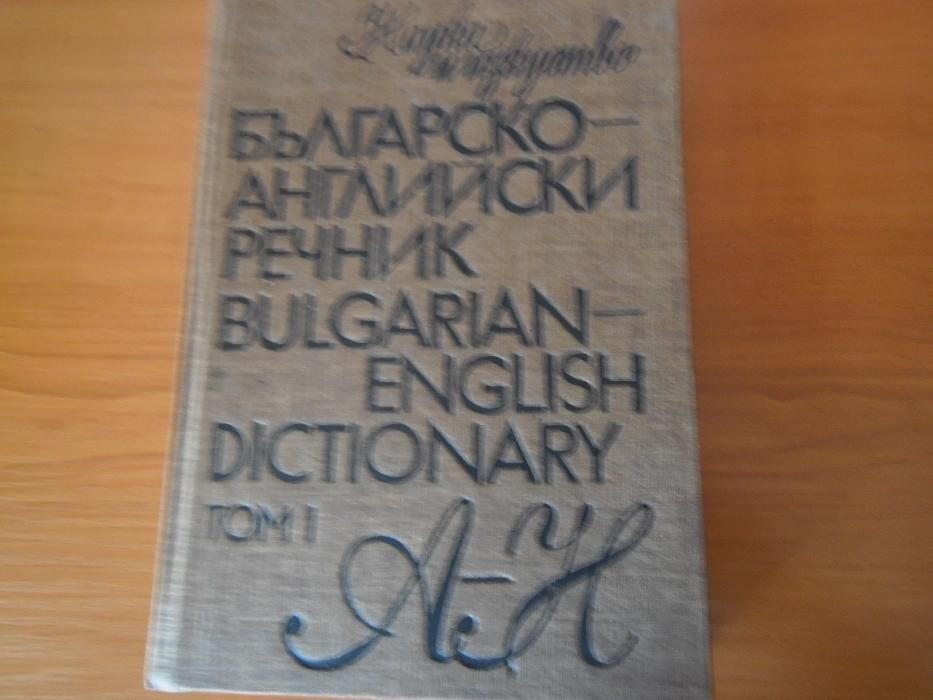 Наука
и изкуство
БЪЛГАРСКО—
АНГЛИЙСКИ
РЕЧНИК
BULGARIAN—
ENGLISH
DICTIONARY
ТОМ I
А-Н